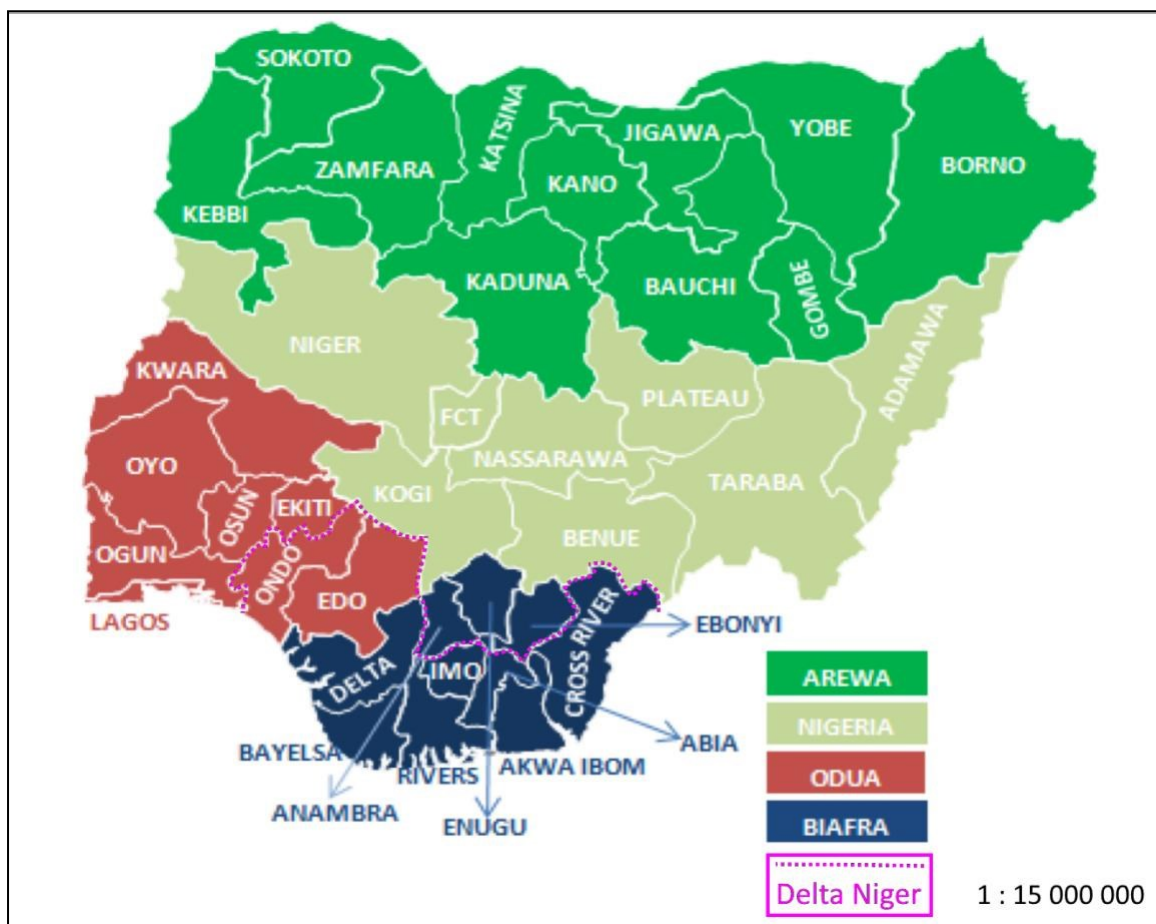 SOKOTO
KATSINA
JIGAWA
YOBE
BORNO
ZAMFARA
KANO
KEBBI
KADUNA
BAUCHI
GOMBE
ADAMAWA
NIGER
KWARA
FCT
PLATEAU
OYO
NASSARAWA
TARABA
KOGI
OSUN
EKITI
OGUN
ONDO
BENUE
EDO
LAGOS
EBONYI
DELTA
IMO
CROSS RIVER
ABIA
BAYELSA
RIVERS
AKWA IBOM
ANAMBRA
ENUGU
AREWA
NIGERIA
ODUA
BIAFRA
Delta Niger
1 : 15 000 000